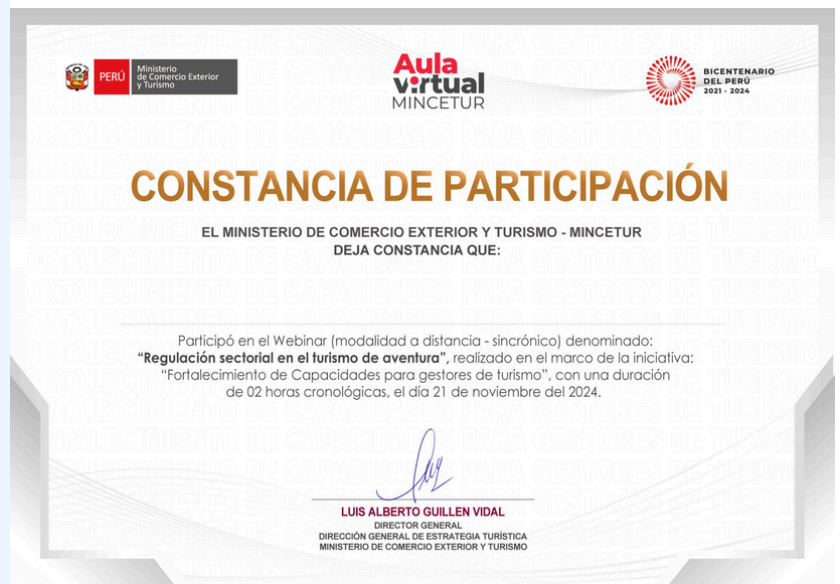 PERÚ
Ministerio
de Comercio Exterior
y Turismo
Aula
virtual
MINCETUR
BICENTENARIO
DEL PERÚ
2021 - 2024
CONSTANCIA DE PARTICIPACIÓN
EL MINISTERIO DE COMERCIO EXTERIOR Y TURISMO - MINCETUR
DEJA CONSTANCIA QUE:
Participó en el Webinar (modalidad a distancia - sincrónico) denominado:
“Regulación sectorial en el turismo de aventura”, realizado en el marco de la iniciativa:
“Fortalecimiento de Capacidades para gestores de turismo”, con una duración
de 02 horas cronológicas, el día 21 de noviembre del 2024.
LUIS ALBERTO GUILLEN VIDAL
DIRECTOR GENERAL
DIRECCIÓN GENERAL DE ESTRATEGIA TURÍSTICA
MINISTERIO DE COMERCIO EXTERIOR Y TURISMO